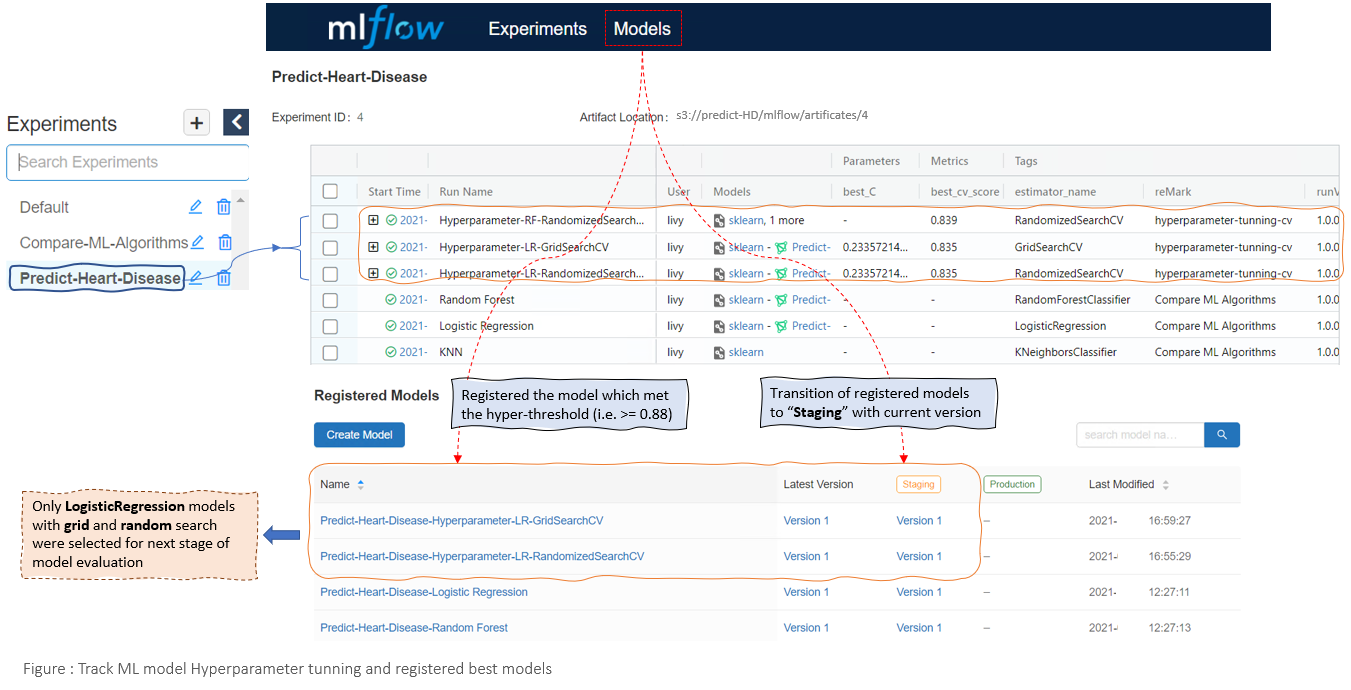 mlflow Experiments Models
Predict-Heart-Disease
Experiment ID: 4 Artifact Location: s3://predict-HD/mlflow/artificates/4
Experiments +
Search Experiments
Default
Compare-ML-Algorithms
Predict-Heart-Disease
Parameters Metrics Tags
Start Time Run Name User Models best_C best_cv_score estimator_name reMark runV
2021- Hyperparameter-RF-RandomizedSearch... livy sklearn, 1 more - 0.839 RandomizedSearchCV hyperparameter-tunning-cv 1.0.0
2021- Hyperparameter-LR-GridSearchCV livy sklearn - Predict- 0.23357214... 0.835 GridSearchCV hyperparameter-tunning-cv 1.0.0
2021- Hyperparameter-LR-RandomizedSearch... livy sklearn - Predict- 0.23357214... 0.835 RandomizedSearchCV hyperparameter-tunning-cv 1.0.0
2021- Random Forest livy sklearn - Predict- - - RandomForestClassifier Compare ML Algorithms 1.0.0
2021- Logistic Regression livy sklearn - Predict- - - LogisticRegression Compare ML Algorithms 1.0.0
2021- KNN livy sklearn - - KNeighborsClassifier Compare ML Algorithms 1.0.0
Registered Models
Registered the model which met
the hyper-threshold (i.e. >= 0.88)
Transition of registered models
to “Staging” with current version
Create Model
search model na...
Name Latest Version Staging Production Last Modified
Predict-Heart-Disease-Hyperparameter-LR-GridSearchCV Version 1 Version 1 – 2021- 16:59:27
Predict-Heart-Disease-Hyperparameter-LR-RandomizedSearchCV Version 1 Version 1 – 2021- 16:55:29
Predict-Heart-Disease-Logistic Regression Version 1 Version 1 – 2021- 12:27:11
Predict-Heart-Disease-Random Forest Version 1 Version 1 – 2021- 12:27:13
Only LogisticRegression models
with grid and random search
were selected for next stage of
model evaluation
Figure : Track ML model Hyperparameter tunning and registered best models